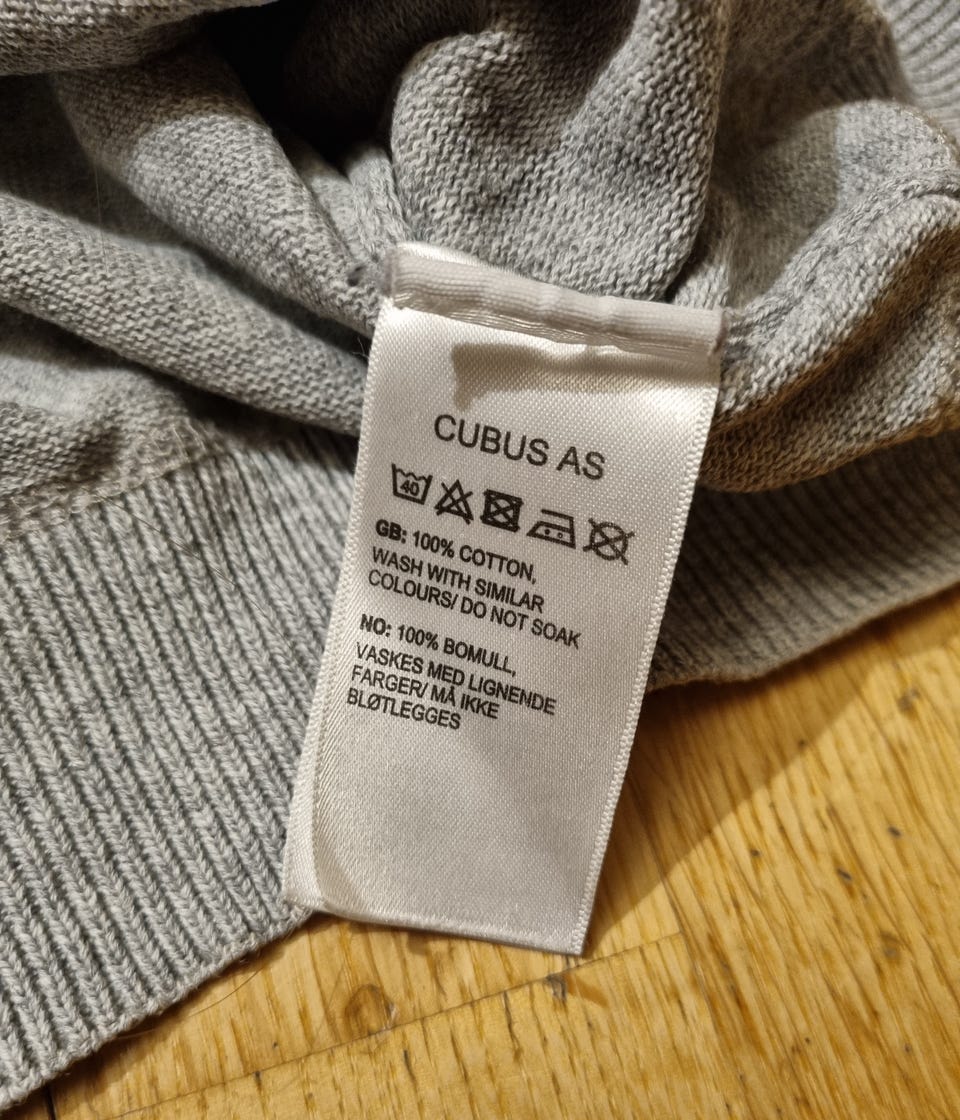 CUBUS AS
40
GB: 100% COTTON,
WASH WITH SIMILAR
COLOURS/ DO NOT SOAK
NO: 100% BOMULL,
VASKES MED LIGNENDE
FARGER/ MÅ IKKE
BLØTLEGGES